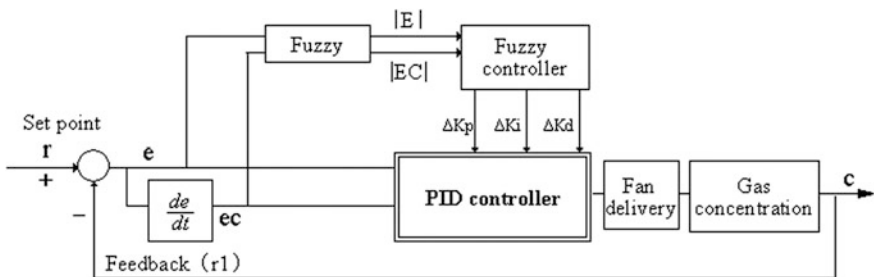 |E|
Fuzzy
|EC|
Fuzzy
controller
ΔKp
ΔKi
ΔKd
Set point
r
+
−
e
de
dt
ec
PID controller
Fan
delivery
Gas
concentration
c
Feedback (r1)